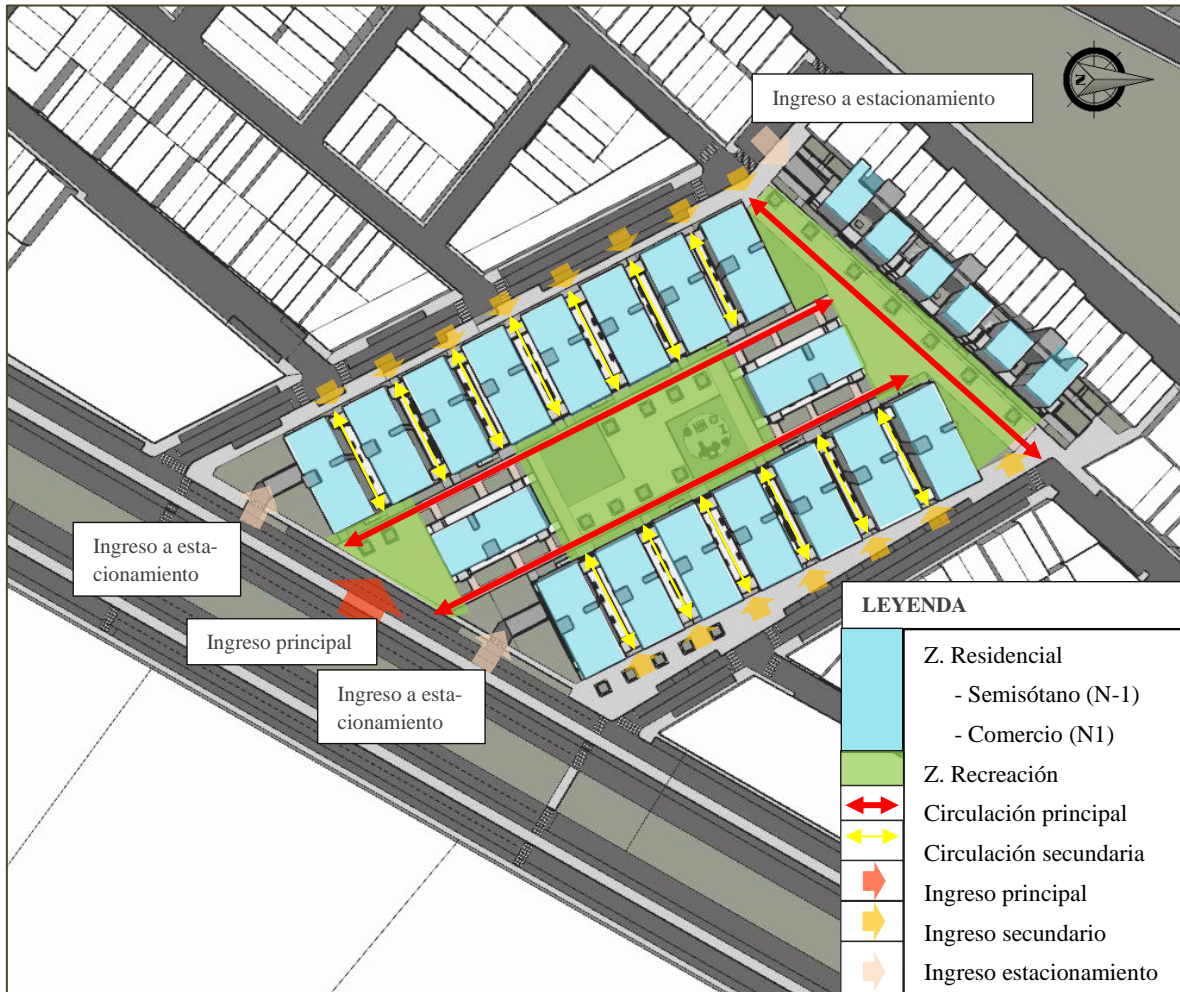 Ingreso a estacionamiento
N
Ingreso a esta-
cionamiento
Ingreso principal
Ingreso a esta-
cionamiento
LEYENDA
Z. Residencial
- Semisótano (N-1)
- Comercio (N1)
Z. Recreación
Circulación principal
Circulación secundaria
Ingreso principal
Ingreso secundario
Ingreso estacionamiento